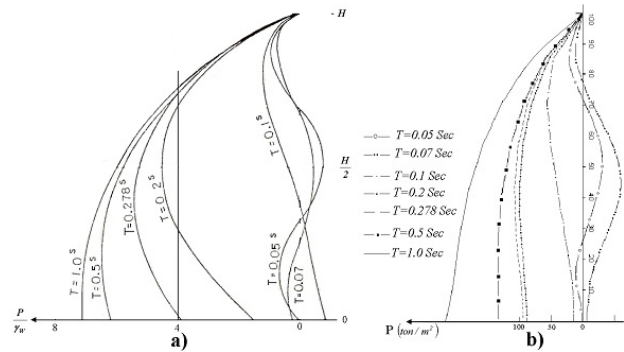 - H
H
2
0
T=0.1 s
T=0.2 s
T=0.278 s
T=0.5 s
T=1.0 s
T=0.05 s
T=0.07
P
γw
8
4
0
a)
T=0.05 Sec
T=0.07 Sec
T=0.1 Sec
T=0.2 Sec
T=0.278 Sec
T=0.5 Sec
T=1.0 Sec
100
90
80
70
60
50
40
30
20
10
P (ton/m²)
100
50
0
b)